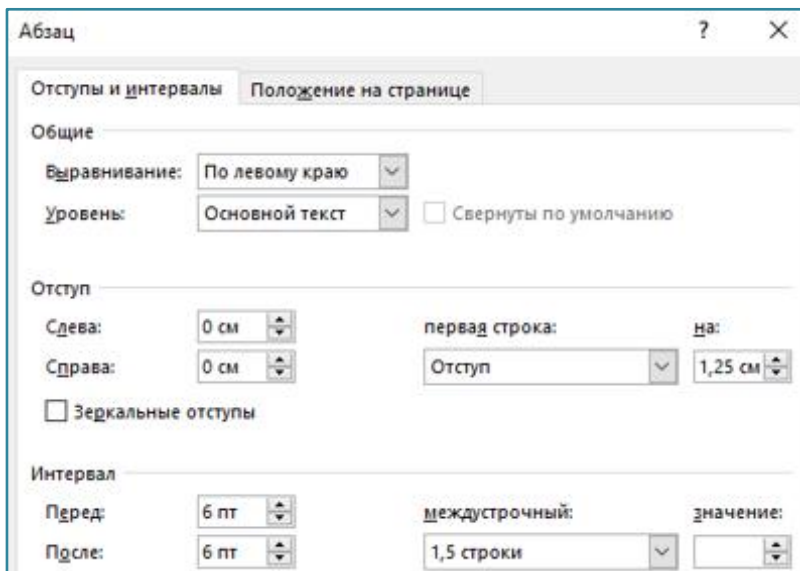 Абзац ? ×
Отступы и интервалы Положение на странице
Общие
Выравнивание: По левому краю
Уровень: Основной текст Свернуты по умолчанию
Отступ
Слева: 0 см первая строка: на:
Справа: 0 см Отступ 1,25 см
Зеркальные отступы
Интервал
Перед: 6 пт междустрочный: значение:
После: 6 пт 1,5 строки